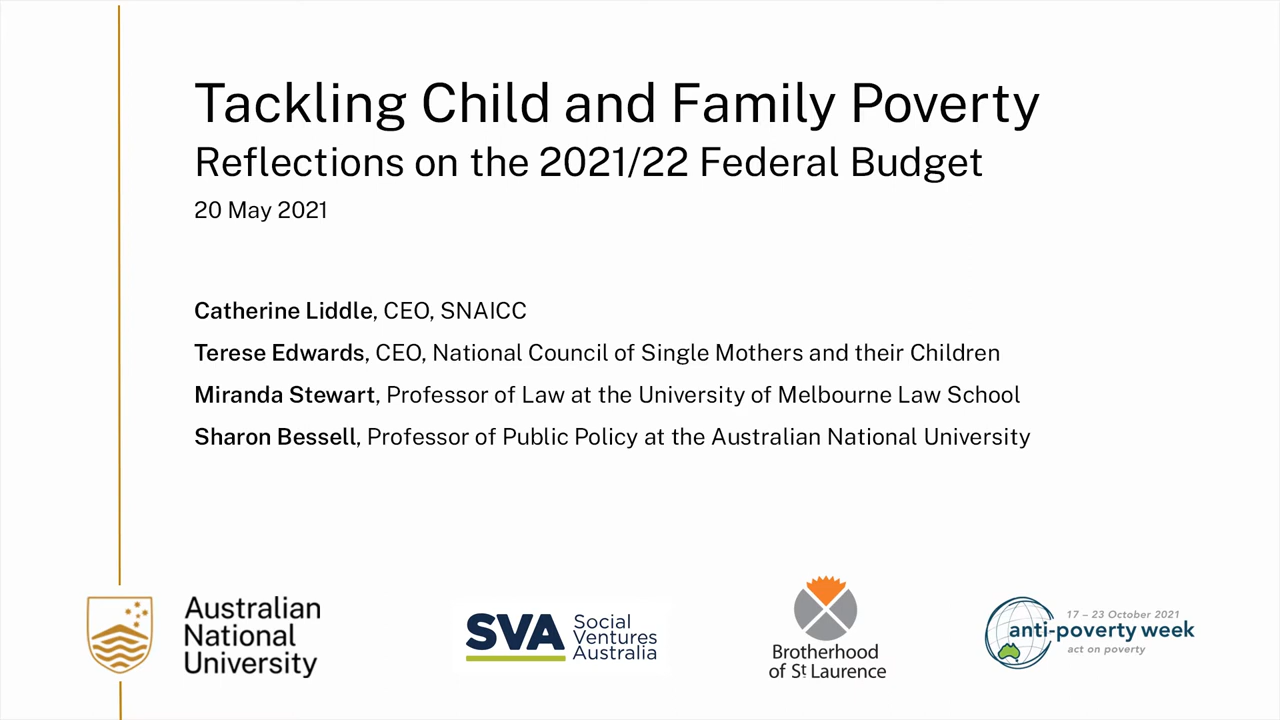 Tackling Child and Family Poverty
Reflections on the 2021/22 Federal Budget
20 May 2021
Catherine Liddle, CEO, SNAICC
Terese Edwards, CEO, National Council of Single Mothers and their Children
Miranda Stewart, Professor of Law at the University of Melbourne Law School
Sharon Bessell, Professor of Public Policy at the Australian National University
Australian
National
University
SVA
Social
Ventures
Australia
Brotherhood
of St Laurence
17 – 23 October 2021
anti-poverty week
act on poverty